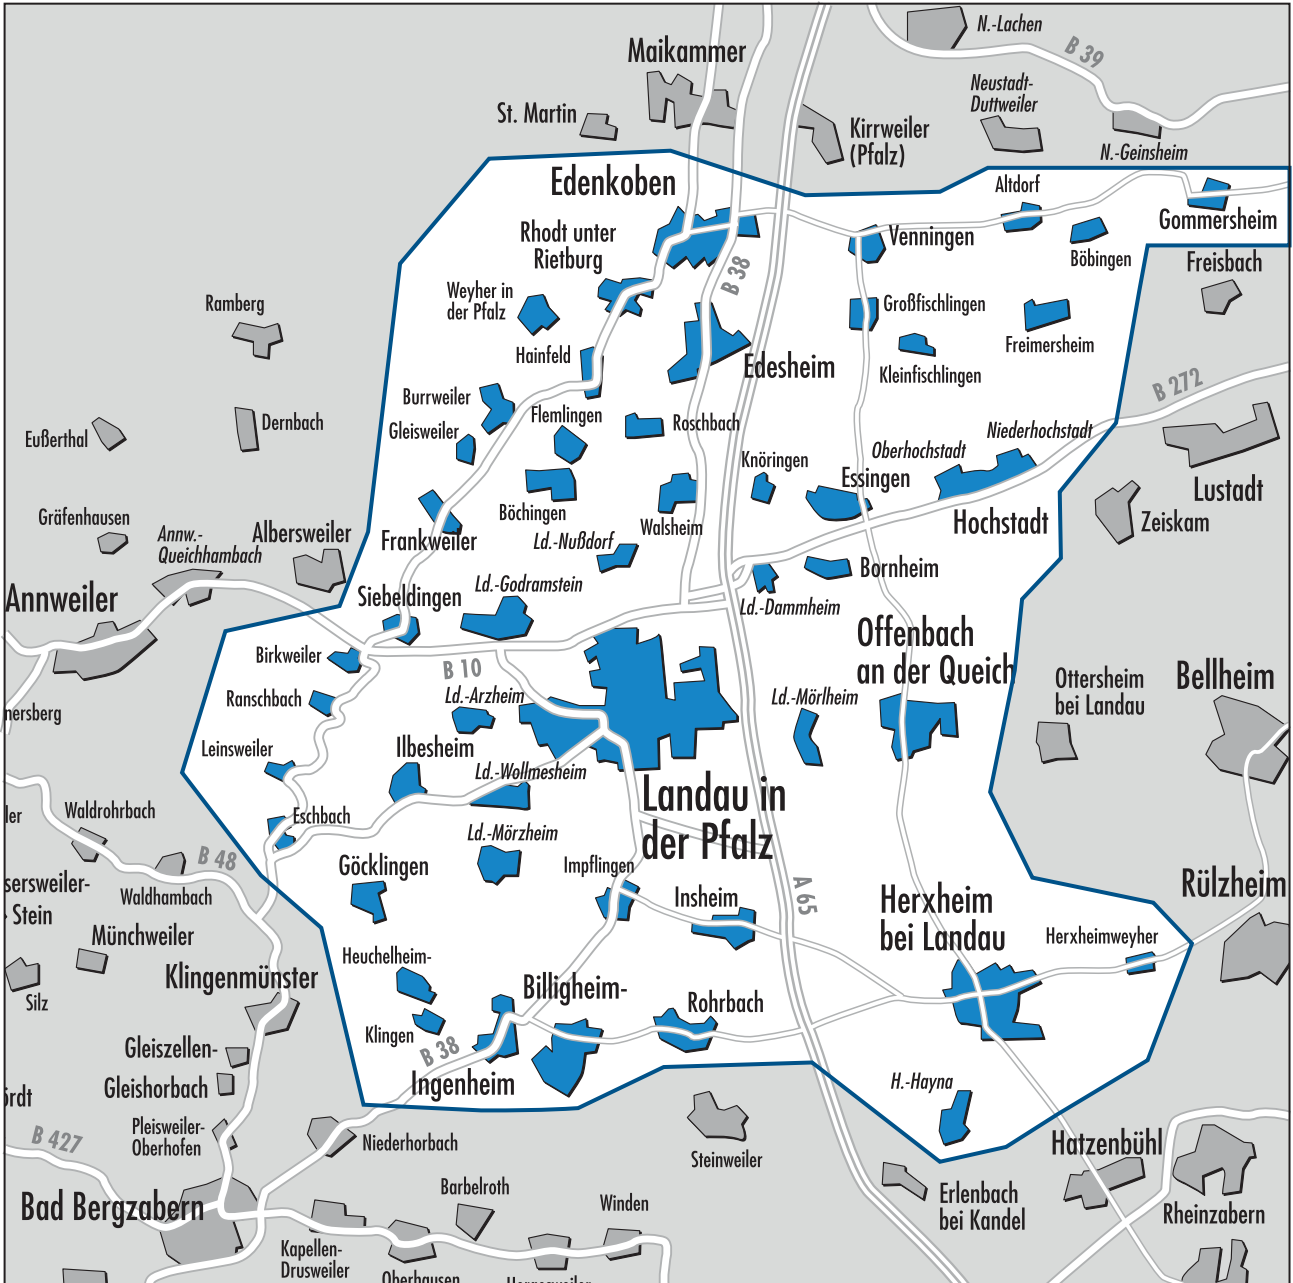 N.-Lachen
B 39
Maikammer
Neustadt-
Duttweiler
St. Martin
Kirrweiler
(Pfalz)
N.-Geinsheim
Edenkoben
Altdorf
Gommersheim
Rhodt unter
Rietburg
Venningen
Böbingen
Freisbach
B 38
Weyher in
der Pfalz
Ramberg
Großfischlingen
Freimersheim
Hainfeld
Edesheim
Kleinfischlingen
B 272
Burrweiler
Flemlingen
Roschbach
Dernbach
Eußerthal
Gleisweiler
Niederhochstadt
Oberhochstadt
Knöringen
Essingen
Lustadt
Böchingen
Walsheim
Hochstadt
Zeiskam
Gräfenhausen
Annw.-
Queichhambach
Albersweiler
Frankweiler
Ld.-Nußdorf
Bornheim
Ld.-Godramstein
Siebeldingen
Ld.-Dammheim
Annweiler
Offenbach
an der Queich
Birkweiler
B 10
Ottersheim
bei Landau
Bellheim
Ranschbach
Ld.-Arzheim
Ld.-Mörlheim
nersberg
Leinsweiler
Ilbesheim
Ld.-Wollmesheim
Landau in
der Pfalz
ler
Waldrohrbach
Eschbach
Ld.-Mörzheim
B 48
Göcklingen
Impflingen
A 65
Rülzheim
sersweiler-
Stein
Waldhambach
Insheim
Herxheim
bei Landau
Herxheimweyher
Münchweiler
Heuchelheim-
Klingenmünster
Silz
Billigheim-
Rohrbach
Klingen
B 38
Gleiszellen-
Gleishorbach
Ingenheim
H.-Hayna
ördt
Pleisweiler-
Oberhofen
B 427
Niederhorbach
Steinweiler
Hatzenbühl
Bad Bergzabern
Barbelroth
Winden
Erlenbach
bei Kandel
Rheinzabern
Kapellen-
Drusweiler
Oberhausen